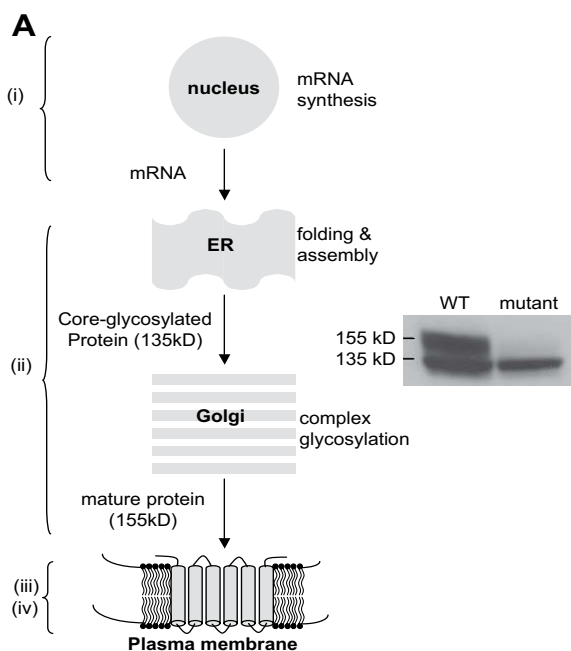 A
(i)
nucleus
mRNA
synthesis
mRNA
ER
folding &
assembly
Core-glycosylated
Protein (135kD)
(ii)
WT mutant
155 kD
135 kD
Golgi
complex
glycosylation
mature protein
(155kD)
(iii)
(iv)
Plasma membrane